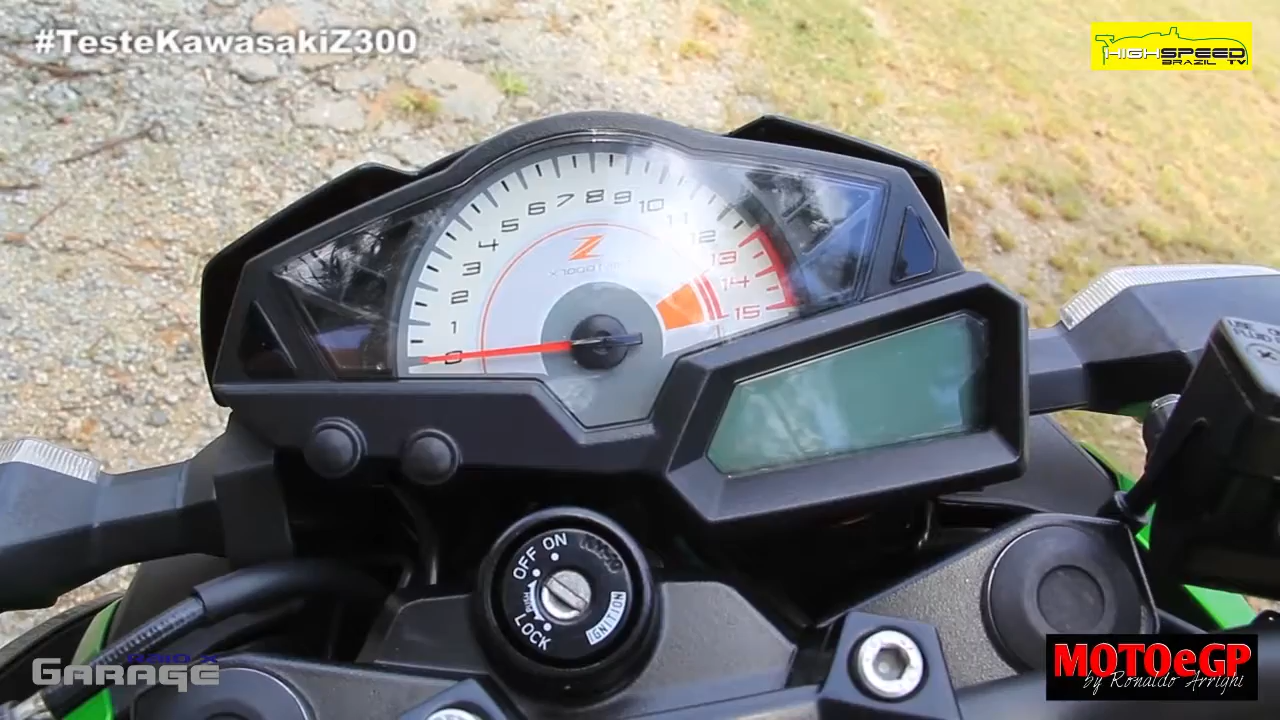 #TesteKawasakiZ300
HIGHSPEED
BRAZIL TV
0
1
2
3
4
5
6
7
8
9
10
11
12
13
14
15
Z
OFF ON
PUSH
LOCK
IGNITION
GARAGE
MOTOeGP
by Ronaldo Arrighi